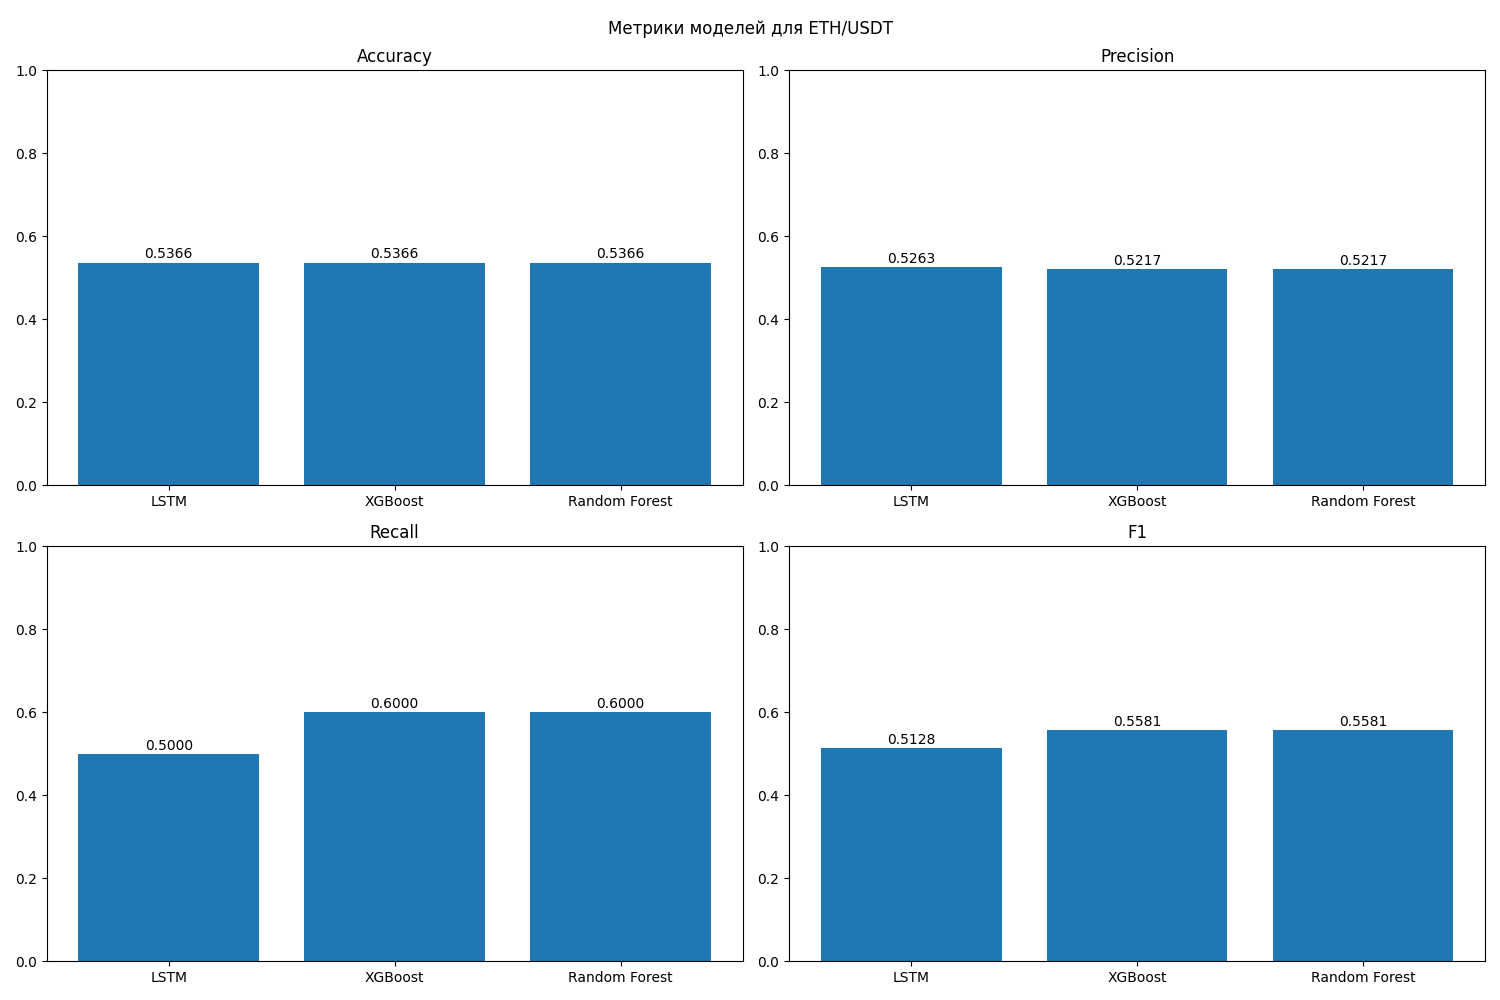 Метрики моделей для ETH/USDT
Accuracy
1.0
0.8
0.6
0.4
0.2
0.0
0.5366
0.5366
0.5366
LSTM
XGBoost
Random Forest
Precision
1.0
0.8
0.6
0.4
0.2
0.0
0.5263
0.5217
0.5217
LSTM
XGBoost
Random Forest
Recall
1.0
0.8
0.6
0.4
0.2
0.0
0.5000
0.6000
0.6000
LSTM
XGBoost
Random Forest
F1
1.0
0.8
0.6
0.4
0.2
0.0
0.5128
0.5581
0.5581
LSTM
XGBoost
Random Forest